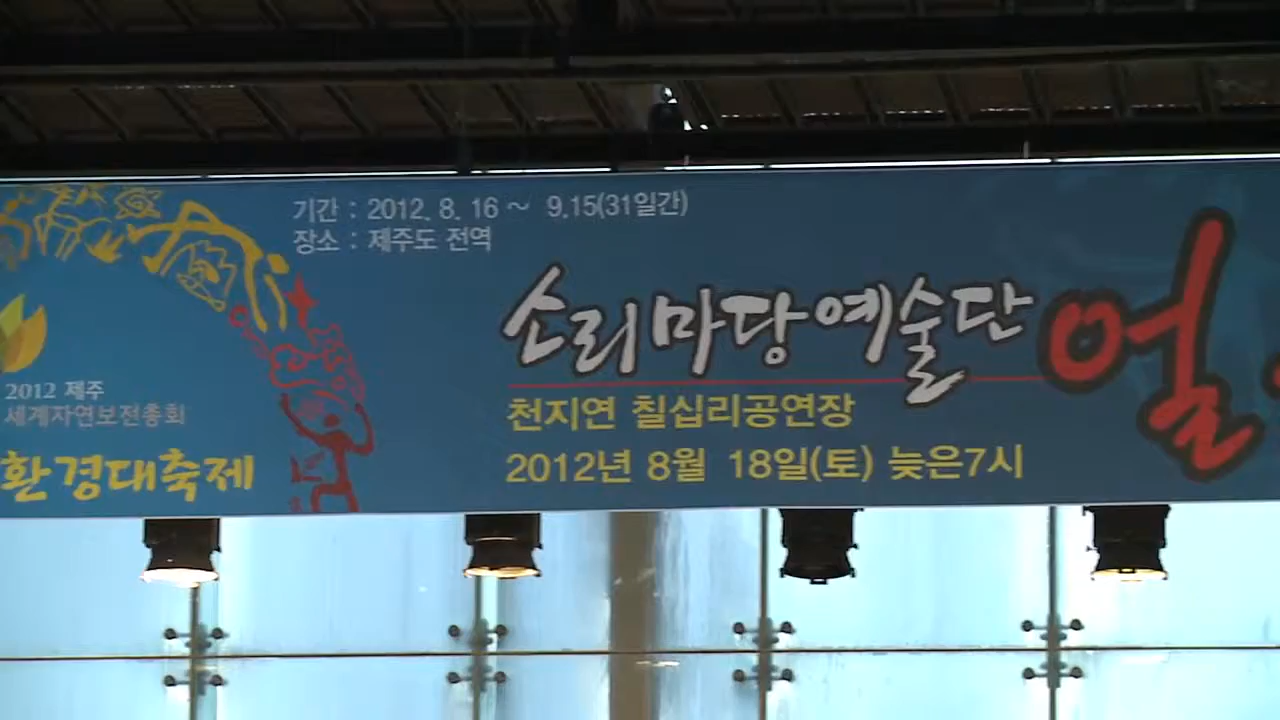 기간 : 2012. 8. 16 ~ 9.15(31일간)
장소 : 제주도 전역
소리마당예술단 얼
2012 제주
세계자연보전총회
환경대축제
천지연 칠십리공연장
2012년 8월 18일(토) 늦은7시